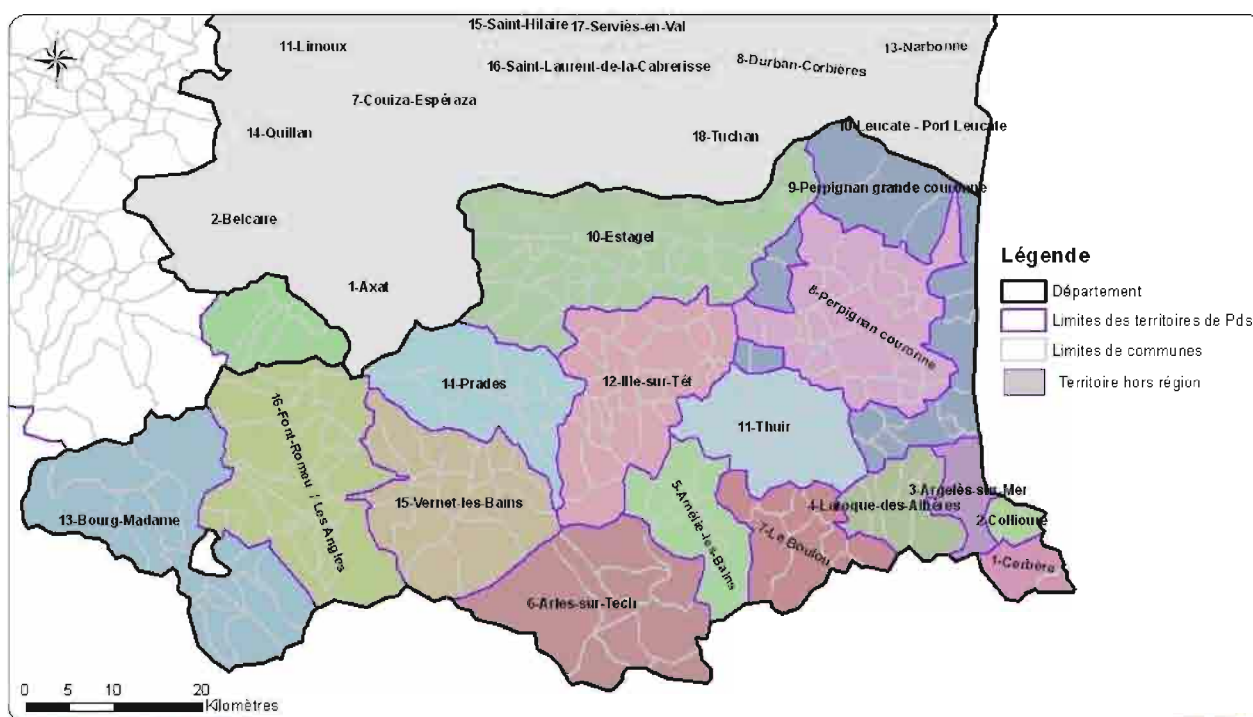 15-Saint-Hilaire
17-Serviès-en-Val
11-Limoux
13-Narbonne
16-Saint-Laurent-de-la-Cabrerisse
8-Durban-Corbières
7-Couiza-Espéraza
14-Quillan
18-Tuchan
10-Leucate - Port Leucate
9-Perpignan grande couronne
2-Belcaire
10-Estagel
1-Axat
8-Perpignan couronne
14-Prades
12-Ille-sur-Têt
16-Font-Romeu / Les Angles
11-Thuir
15-Vernet-les-Bains
13-Bourg-Madame
5-Amélie-les-Bains
3-Argelès-sur-Mer
4-Laroque-des-Albères
2-Collioure
7-Le Boulou
1-Cerbère
6-Arles-sur-Tech
Légende
Département
Limites des territoires de Pds
Limites de communes
Territoire hors région
0 5 10 20
Kilomètres